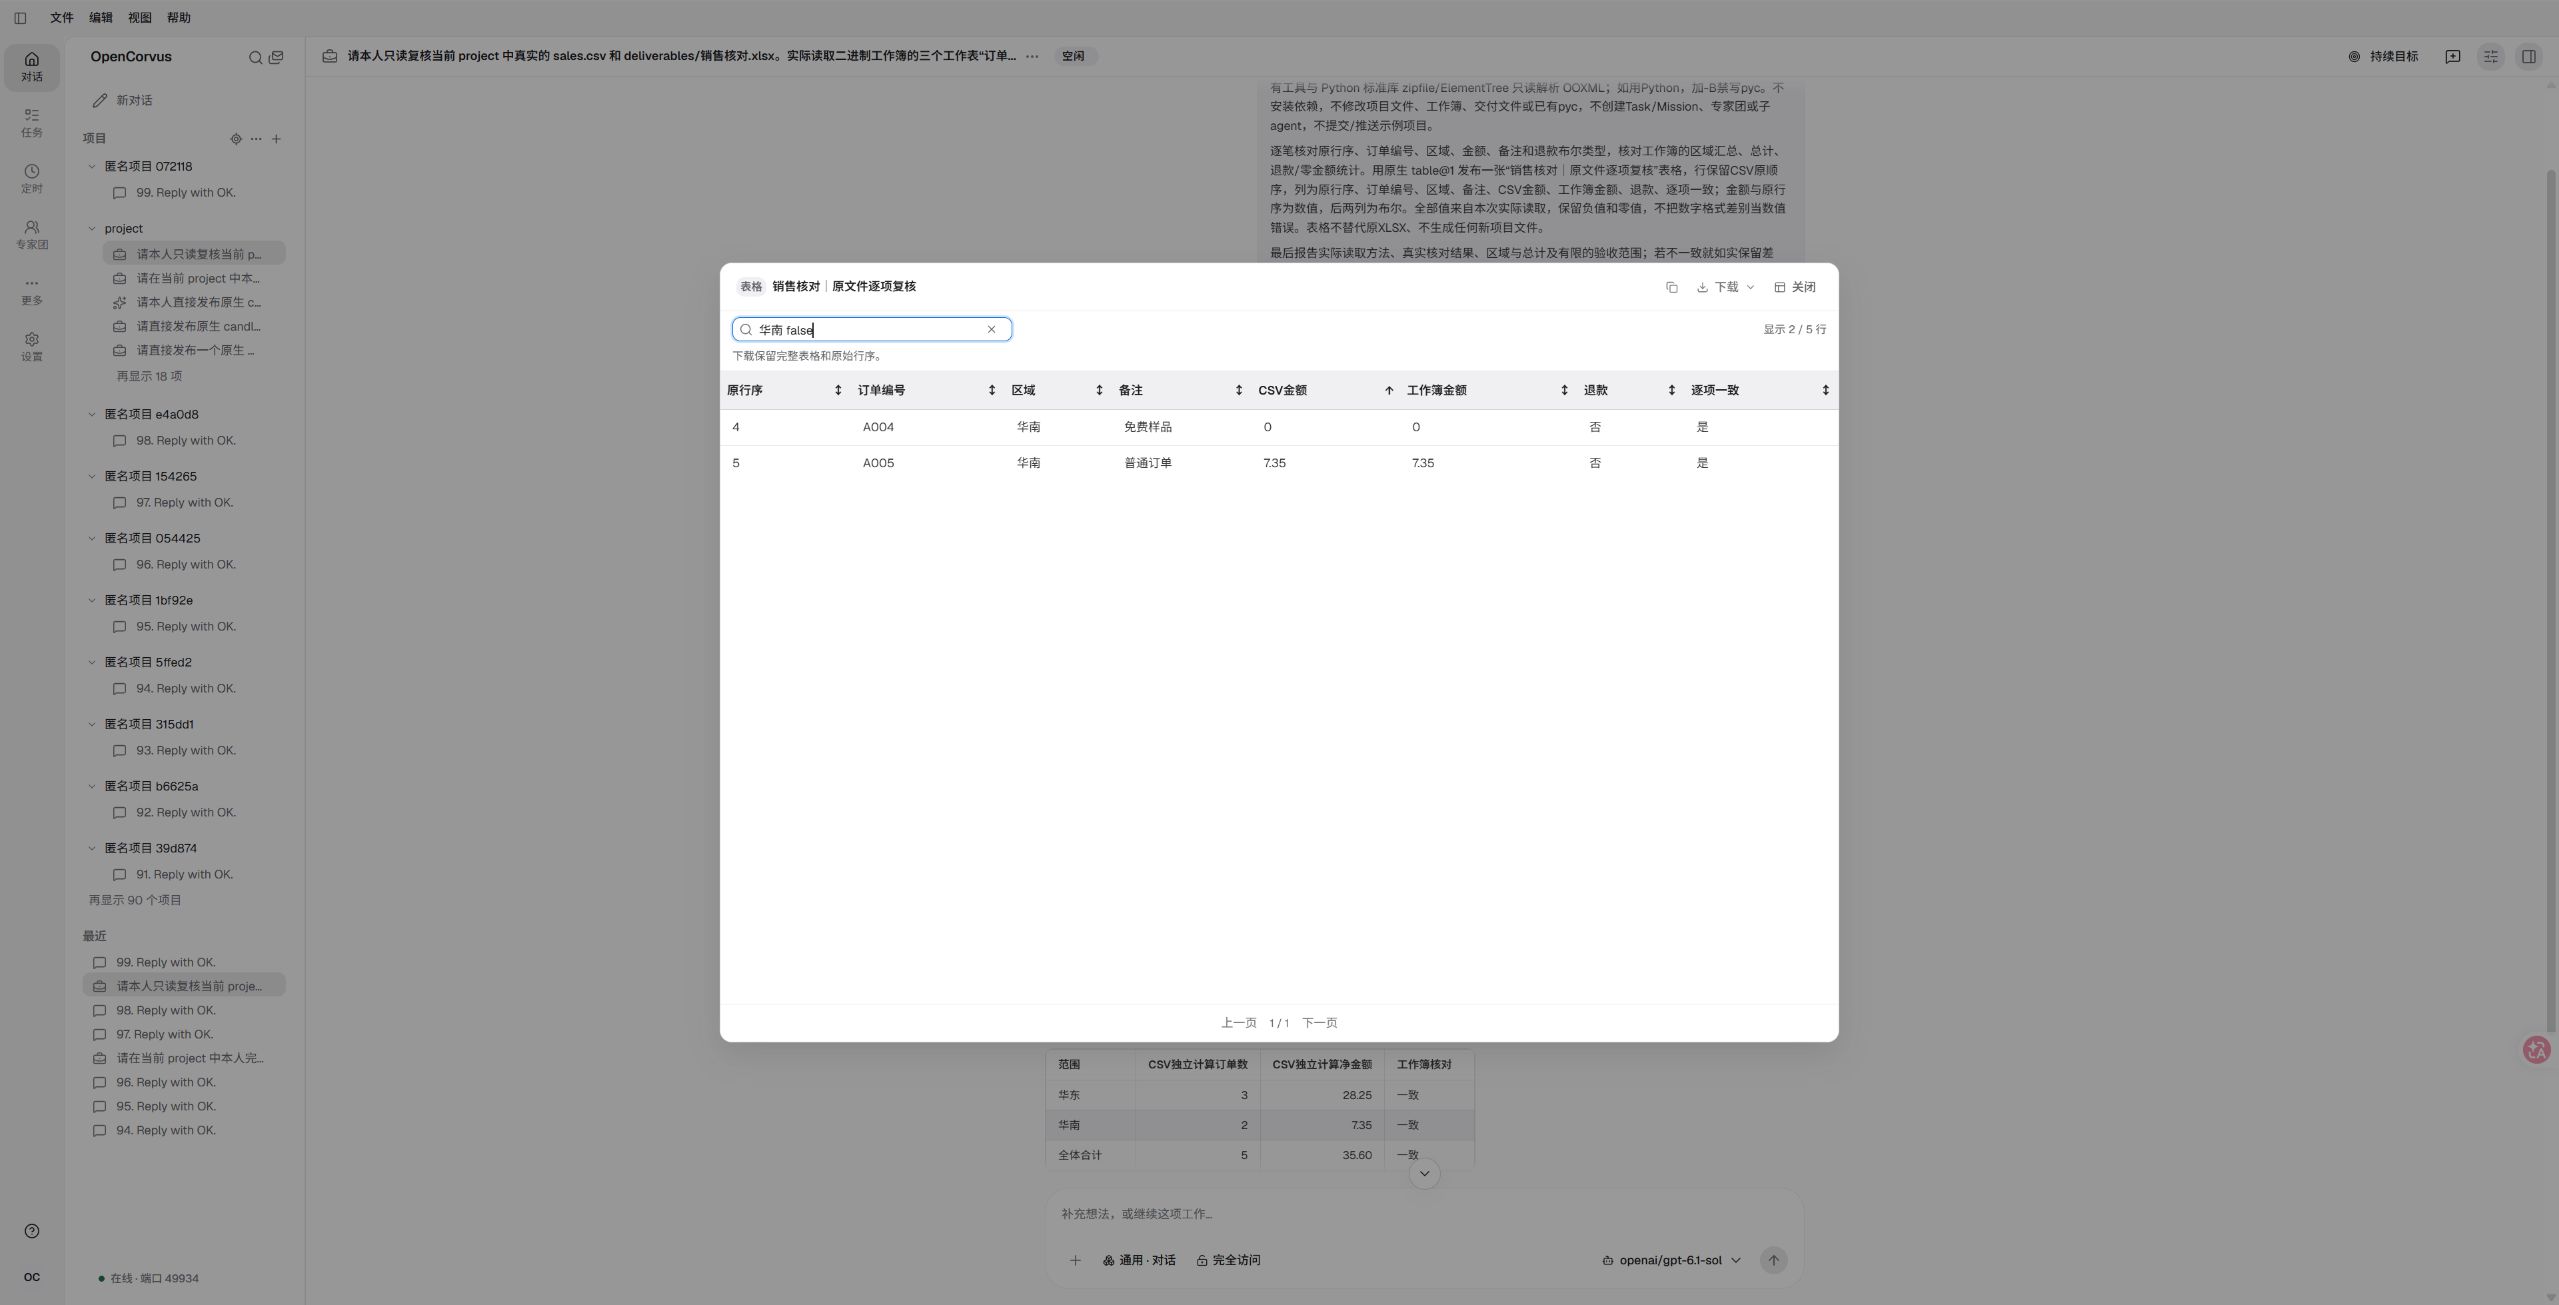 文件 编辑 视图 帮助
对话
任务
定时
专家团
更多
设置
OC
OpenCorvus
新对话
项目
匿名项目 072118
99. Reply with OK.
project
请本人只读复核当前 p...
请在当前 project 中本...
请本人直接发布原生 c...
请直接发布原生 candl...
请直接发布一个原生 ...
再显示 18 项
匿名项目 e4a0d8
98. Reply with OK.
匿名项目 154265
97. Reply with OK.
匿名项目 054425
96. Reply with OK.
匿名项目 1bf92e
95. Reply with OK.
匿名项目 5ffed2
94. Reply with OK.
匿名项目 315dd1
93. Reply with OK.
匿名项目 b6625a
92. Reply with OK.
匿名项目 39d874
91. Reply with OK.
再显示 90 个项目
最近
99. Reply with OK.
请本人只读复核当前 proje...
98. Reply with OK.
97. Reply with OK.
请在当前 project 中本人完...
96. Reply with OK.
95. Reply with OK.
94. Reply with OK.
在线 · 端口 49934
请本人只读复核当前 project 中真实的 sales.csv 和 deliverables/销售核对.xlsx。实际读取二进制工作簿的三个工作表“订单... ··· 空闲
持续目标
有工具与 Python 标准库 zipfile/ElementTree 只读解析 OOXML；如用Python，加-B禁写pyc。不
安装依赖，不修改项目文件、工作簿、交付文件或已有pyc，不创建Task/Mission、专家团或子
agent，不提交/推送示例项目。
逐笔核对原行序、订单编号、区域、金额、备注和退款布尔类型，核对工作簿的区域汇总、总计、
退款/零金额统计。用原生 table@1 发布一张“销售核对｜原文件逐项复核”表格，行保留CSV原顺
序，列为原行序、订单编号、区域、备注、CSV金额、工作簿金额、退款、逐项一致；金额与原行
序为数值，后两列为布尔。全部值来自本次实际读取，保留负值和零值，不把数字格式差别当数值
错误。表格不替代原XLSX、不生成任何新项目文件。
最后报告实际读取方法、真实核对结果、区域与总计及有限的验收范围；若不一致就如实保留差
表格 销售核对｜原文件逐项复核
下载 关闭
华南 false
显示 2 / 5 行
下载保留完整表格和原始行序。
原行序 订单编号 区域 备注 CSV金额 工作簿金额 退款 逐项一致
4 A004 华南 免费样品 0 0 否 是
5 A005 华南 普通订单 7.35 7.35 否 是
上一页 1 / 1 下一页
范围 CSV独立计算订单数 CSV独立计算净金额 工作簿核对
华东 3 28.25 一致
华南 2 7.35 一致
全体合计 5 35.60 一致
补充想法，或继续这项工作...
通用 · 对话 完全访问 openai/gpt-6.1-sol